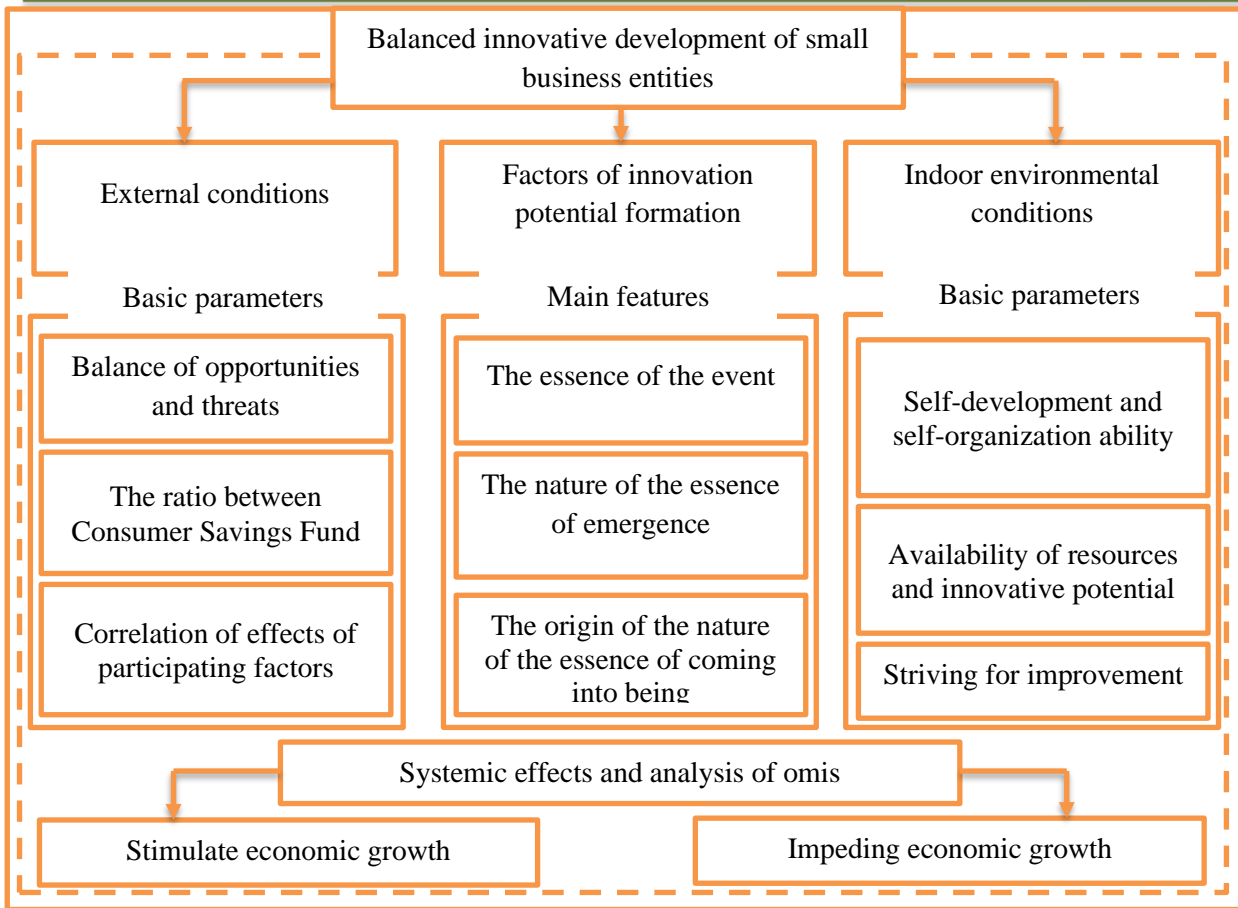 Balanced innovative development of small
business entities
External conditions
Factors of innovation
potential formation
Indoor environmental
conditions
Basic parameters
Main features
Basic parameters
Balance of opportunities
and threats
The ratio between
Consumer Savings Fund
Correlation of effects of
participating factors
The essence of the event
The nature of the essence
of emergence
The origin of the nature
of the essence of coming
into being
Self-development and
self-organization ability
Availability of resources
and innovative potential
Striving for improvement
Systemic effects and analysis of omis
Stimulate economic growth
Impeding economic growth